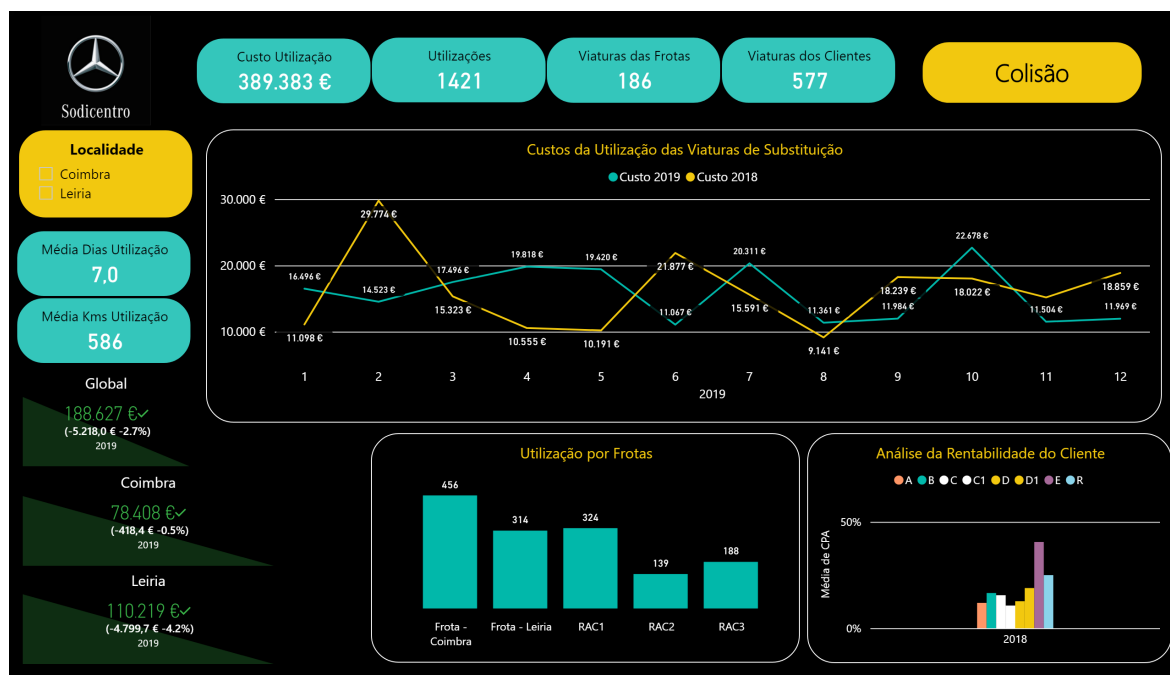 Sodicentro
Custo Utilização
389.383 €
Utilizações
1421
Viaturas das Frotas
186
Viaturas dos Clientes
577
Colisão
Localidade
Coimbra
Leiria
Média Dias Utilização
7,0
Média Kms Utilização
586
Global
188.627 €
(-5.218,0 € -2.7%)
2019
Coimbra
78.408 €
(-418,4 € -0.5%)
2019
Leiria
110.219 €
(-4.799,7 € -4.2%)
2019
Custos da Utilização das Viaturas de Substituição
Custo 2019 Custo 2018
30.000 €
20.000 €
10.000 €
16.496 € 14.523 € 17.496 € 19.818 € 19.420 € 11.067 € 20.311 € 11.361 € 11.984 € 22.678 € 11.504 € 11.969 €
11.098 € 29.774 € 15.323 € 10.555 € 10.191 € 21.877 € 15.591 € 9.141 € 18.239 € 18.022 € 18.859 €
1 2 3 4 5 6 7 8 9 10 11 12
2019
Utilização por Frotas
456 314 324 139 188
Frota - Coimbra
Frota - Leiria
RAC1
RAC2
RAC3
Análise da Rentabilidade do Cliente
A B C C1 D D1 E R
Média de CPA
50%
0%
2018